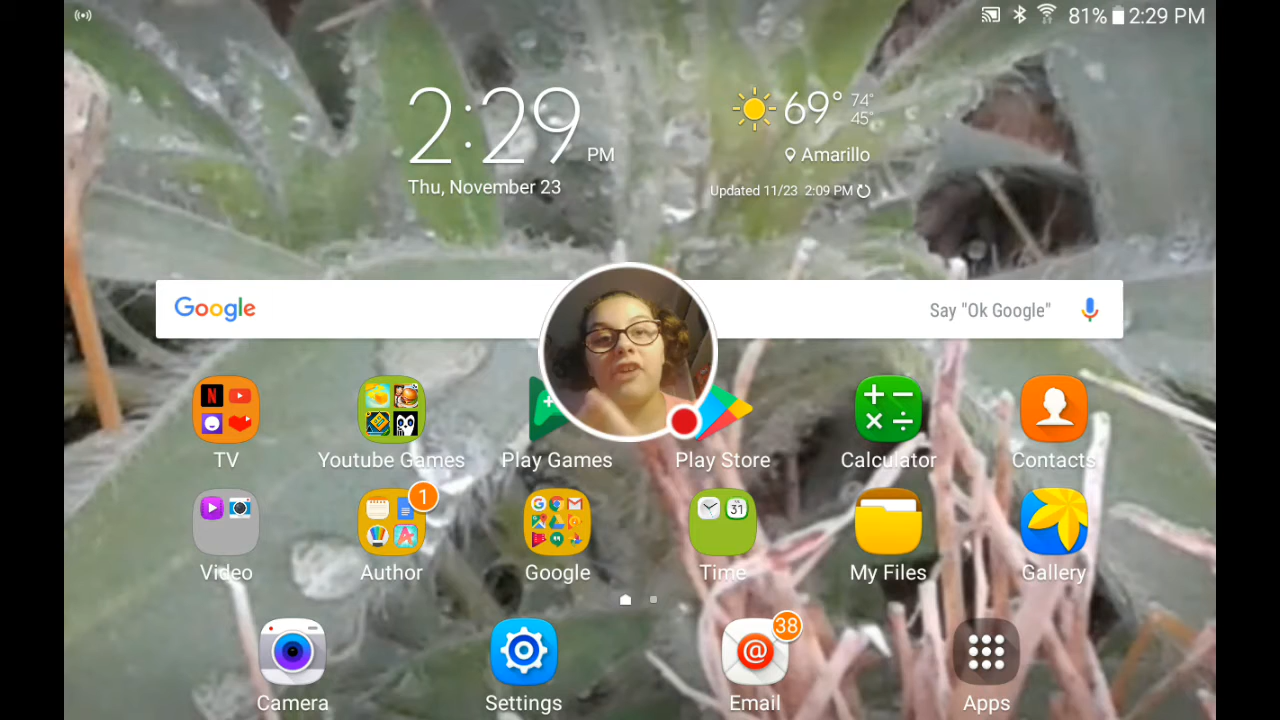 81% 2:29 PM
2:29 PM
69° 74°
45°
Amarillo
Thu, November 23
Updated 11/23 2:09 PM
Google
Say "Ok Google"
TV
Youtube Games
Play Games
Play Store
Calculator
Contacts
1
31
Video
Author
Google
Time
My Files
Gallery
38
@
Camera
Settings
Email
Apps